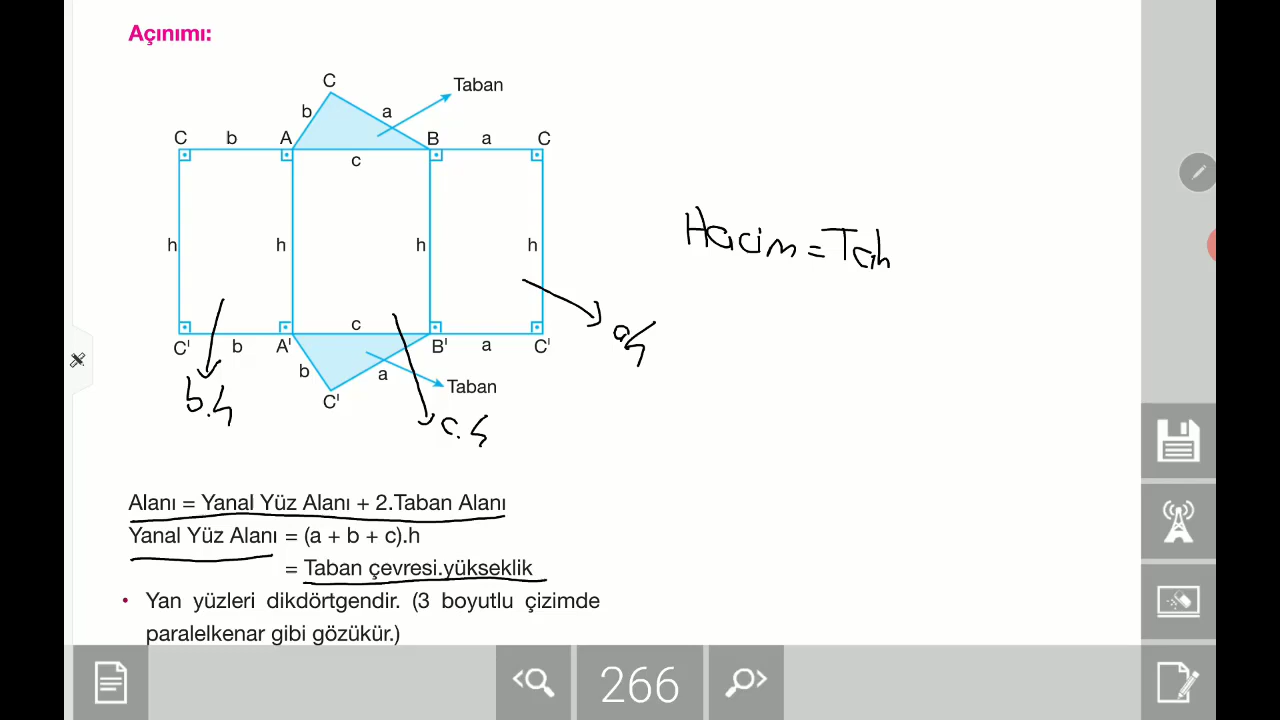 Açınımı:
C
b
a
Taban
C
b
A
B
a
C
c
h
h
h
h
Hacim = Ta.h
c
a.h
C'
b
A'
B'
a
C'
b
a
Taban
C'
b.h
c.h
Alanı = Yanal Yüz Alanı + 2.Taban Alanı
Yanal Yüz Alanı = (a + b + c).h
= Taban çevresi.yükseklik
• Yan yüzleri dikdörtgendir. (3 boyutlu çizimde
paralelkenar gibi gözükür.)
266